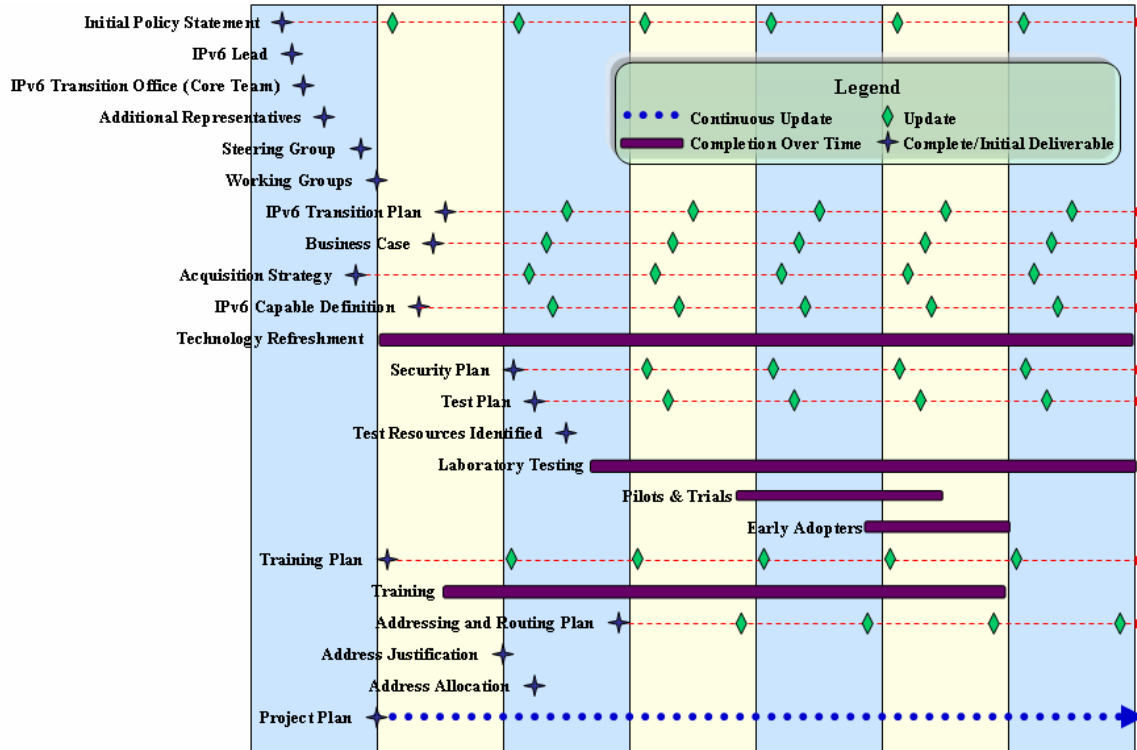 Initial Policy Statement
IPv6 Lead
IPv6 Transition Office (Core Team)
Additional Representatives
Steering Group
Working Groups
IPv6 Transition Plan
Business Case
Acquisition Strategy
IPv6 Capable Definition
Technology Refreshment
Security Plan
Test Plan
Test Resources Identified
Laboratory Testing
Pilots & Trials
Early Adopters
Training Plan
Training
Addressing and Routing Plan
Address Justification
Address Allocation
Project Plan
Legend
Continuous Update
Update
Completion Over Time
Complete/Initial Deliverable